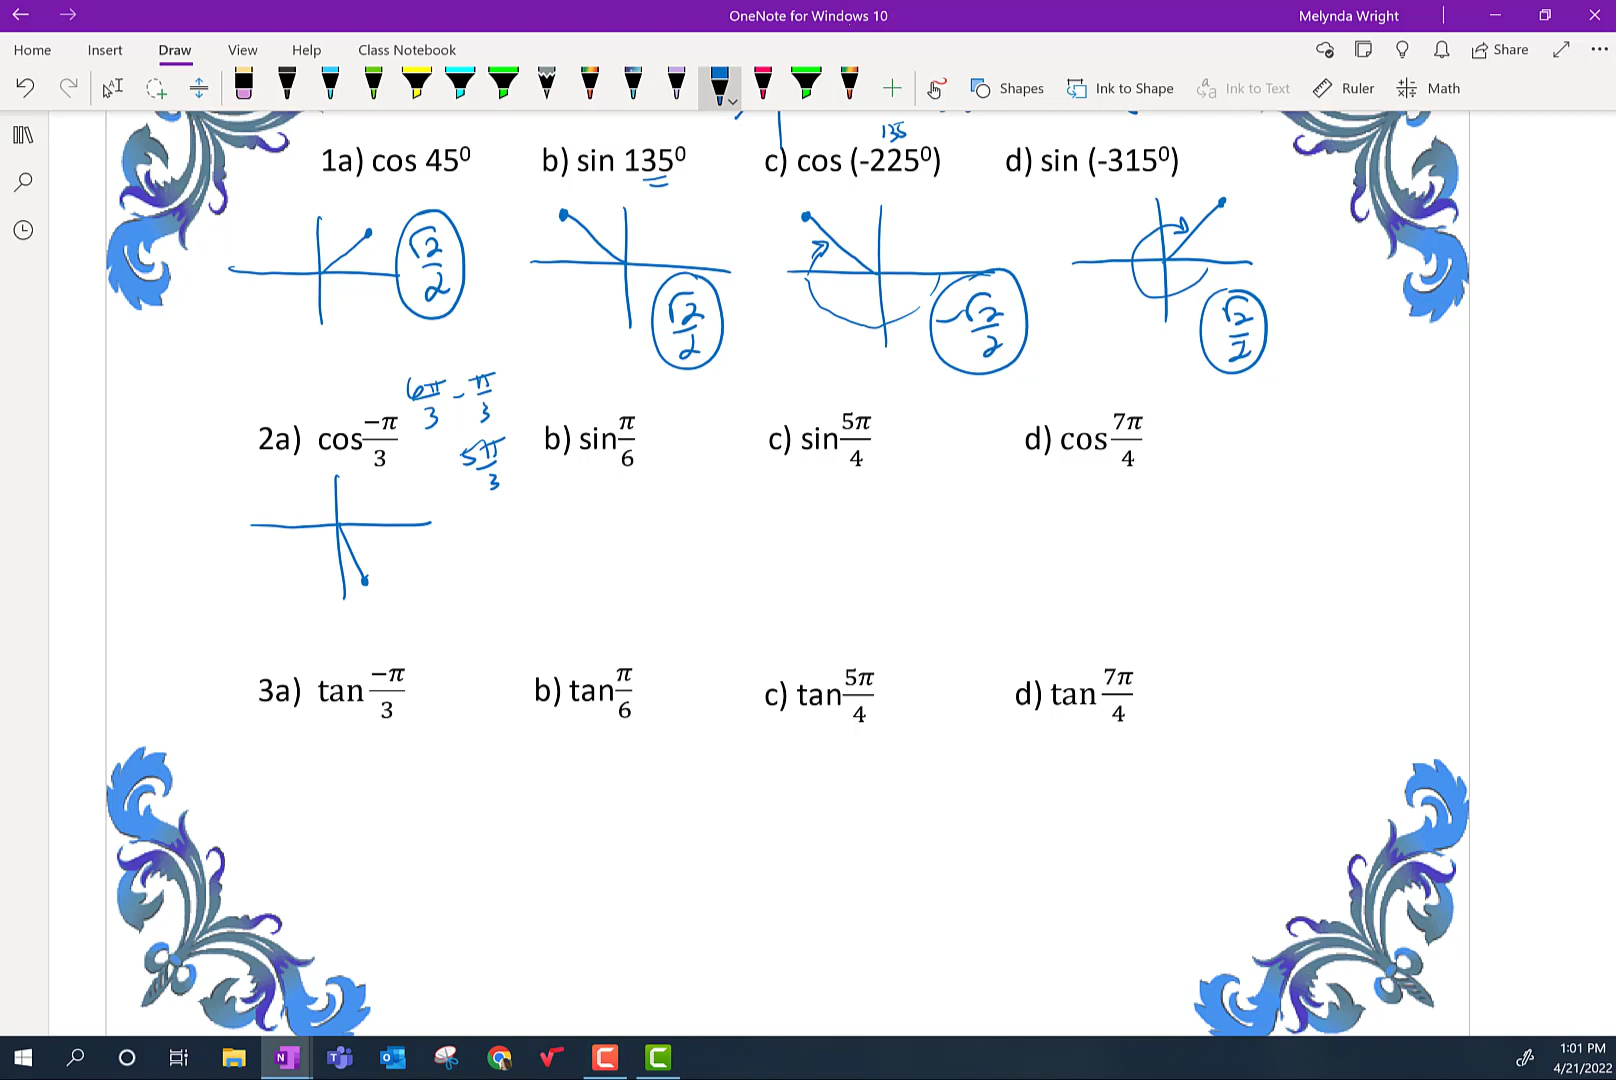 OneNote for Windows 10
Melynda Wright
Home Insert Draw View Help Class Notebook
Share
Shapes Ink to Shape Ink to Text Ruler Math
135
1a) cos 45⁰ b) sin 135⁰ c) cos (-225⁰) d) sin (-315⁰)
√2/2 √2/2 -√2/2 √2/2
6π/3 - π/3
2a) cos -π/3 b) sin π/6 c) sin 5π/4 d) cos 7π/4
5π/3
3a) tan -π/3 b) tan π/6 c) tan 5π/4 d) tan 7π/4
1:01 PM
4/21/2022